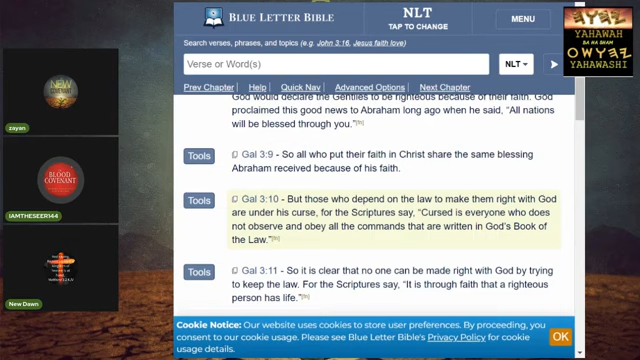 BLUE LETTER BIBLE
NLT
TAP TO CHANGE
MENU
Search verses, phrases, and topics (e.g. John 3:16, Jesus faith love)
Verse or Word(s)
NLT
Prev Chapter | Help | Quick Nav | Advanced Options | Next Chapter
God would declare the Gentiles to be righteous because of their faith. God
proclaimed this good news to Abraham long ago when he said, “All nations
will be blessed through you.”[fn]
Tools
Gal 3:9 - So all who put their faith in Christ share the same blessing
Abraham received because of his faith.
Tools
Gal 3:10 - But those who depend on the law to make them right with God
are under his curse, for the Scriptures say, “Cursed is everyone who does
not observe and obey all the commands that are written in God’s Book of
the Law.”[fn]
Tools
Gal 3:11 - So it is clear that no one can be made right with God by trying
to keep the law. For the Scriptures say, “It is through faith that a righteous
person has life.”[fn]
Cookie Notice: Our website uses cookies to store user preferences. By proceeding, you
consent to our cookie usage. Please see Blue Letter Bible's Privacy Policy for cookie
usage details.
OK
YAHAWAH
BA HA SHAM
YAHAWASHI
NEW
zayan
BLOOD
COVENANT
IAMTHESEER144
New Dawn